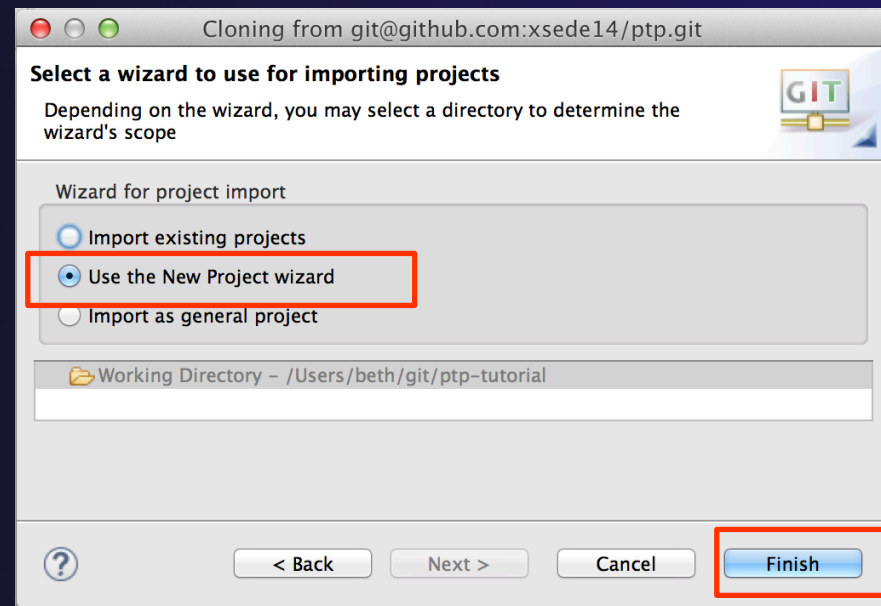 Cloning from git@github.com:xsede14/ptp.git
Select a wizard to use for importing projects
Depending on the wizard, you may select a directory to determine the
wizard's scope
GIT
Wizard for project import
Import existing projects
Use the New Project wizard
Import as general project
Working Directory – /Users/beth/git/ptp-tutorial
?
< Back
Next >
Cancel
Finish